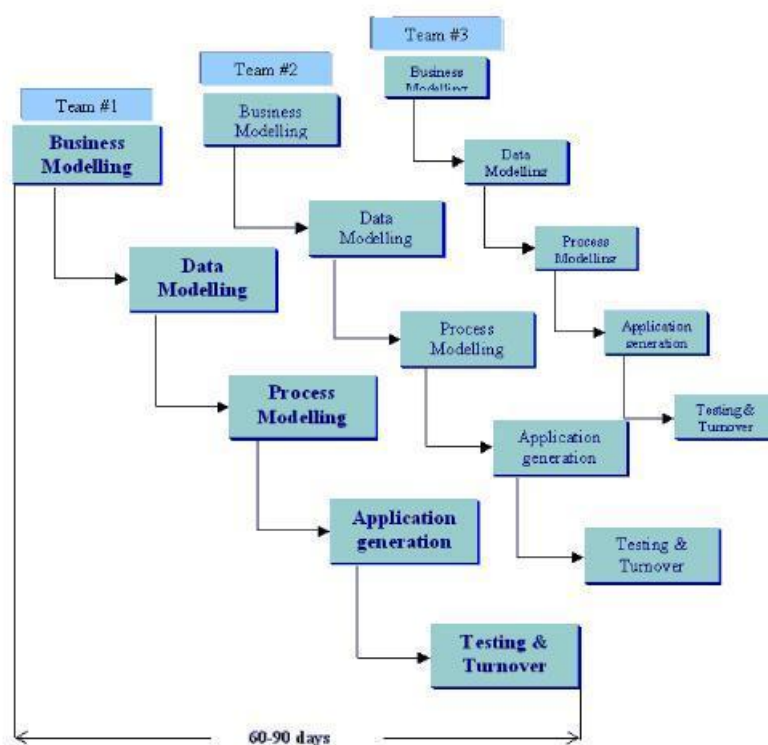 Team #1
Business
Modelling
Data
Modelling
Process
Modelling
Application
generation
Testing &
Turnover
Team #2
Business
Modelling
Data
Modelling
Process
Modelling
Application
generation
Testing &
Turnover
Team #3
Business
Modelling
Data
Modelling
Process
Modelling
Application
generation
Testing &
Turnover
60-90 days